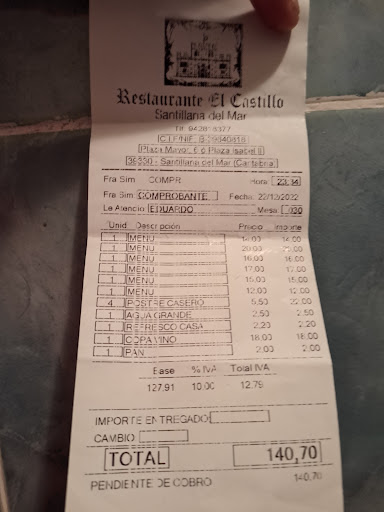 Restaurante El Castillo
Santillana del Mar
Plaza Mayor, 6 ó Plaza Isabel II
- Santillana del Mar (Cantabria)
Fra Sim COMPR. Hora 23:34
Fra Sim COMPROBANTE Fecha: 22/12/2022
Le Atencio EDUARDO Mesa 030
Unid Descripción Precio Importe
1 MENU 14,00 14,00
1 MENU 20,00 20,00
1 MENU 16,00 16,00
1 MENU 17,00 17,00
1 MENU 15,00 15,00
1 MENU 12,00 12,00
4 POSTRE CASERO 5,50 22,00
1 AGUA GRANDE 2,50 2,50
1 REFRESCO CASA 2,20 2,20
1 COPA VINO 18,00 18,00
1 PAN 2,00 2,00
Base % IVA Total IVA
127,91 10,00 12,79
IMPORTE ENTREGADO
CAMBIO
TOTAL 140,70
PENDIENTE DE COBRO 140,70